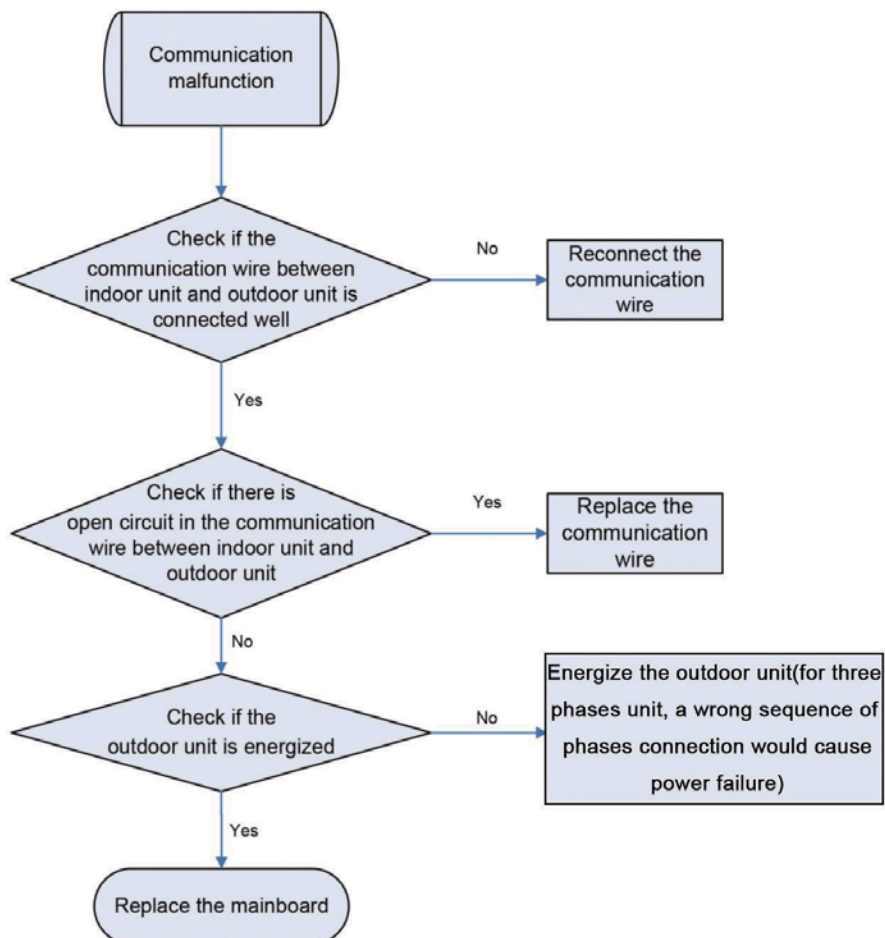 Communication
malfunction
Check if the
communication wire between
indoor unit and outdoor unit is
connected well
No
Reconnect the
communication
wire
Yes
Check if there is
open circuit in the communication
wire between indoor unit and
outdoor unit
Yes
Replace the
communication
wire
No
Check if the
outdoor unit is energized
No
Energize the outdoor unit(for three
phases unit, a wrong sequence of
phases connection would cause
power failure)
Yes
Replace the mainboard